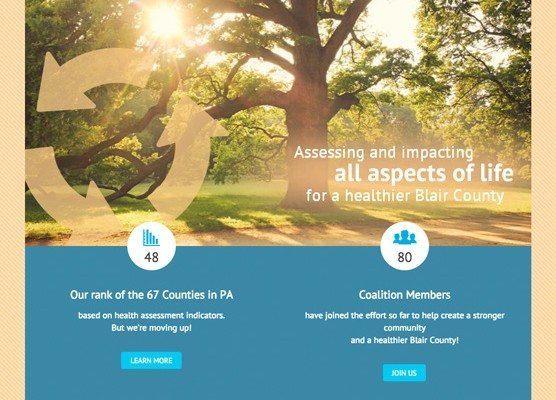 Assessing and impacting
all aspects of life
for a healthier Blair County
48
Our rank of the 67 Counties in PA
based on health assessment indicators.
But we're moving up!
LEARN MORE
80
Coalition Members
have joined the effort so far to help create a stronger
community
and a healthier Blair County!
JOIN US